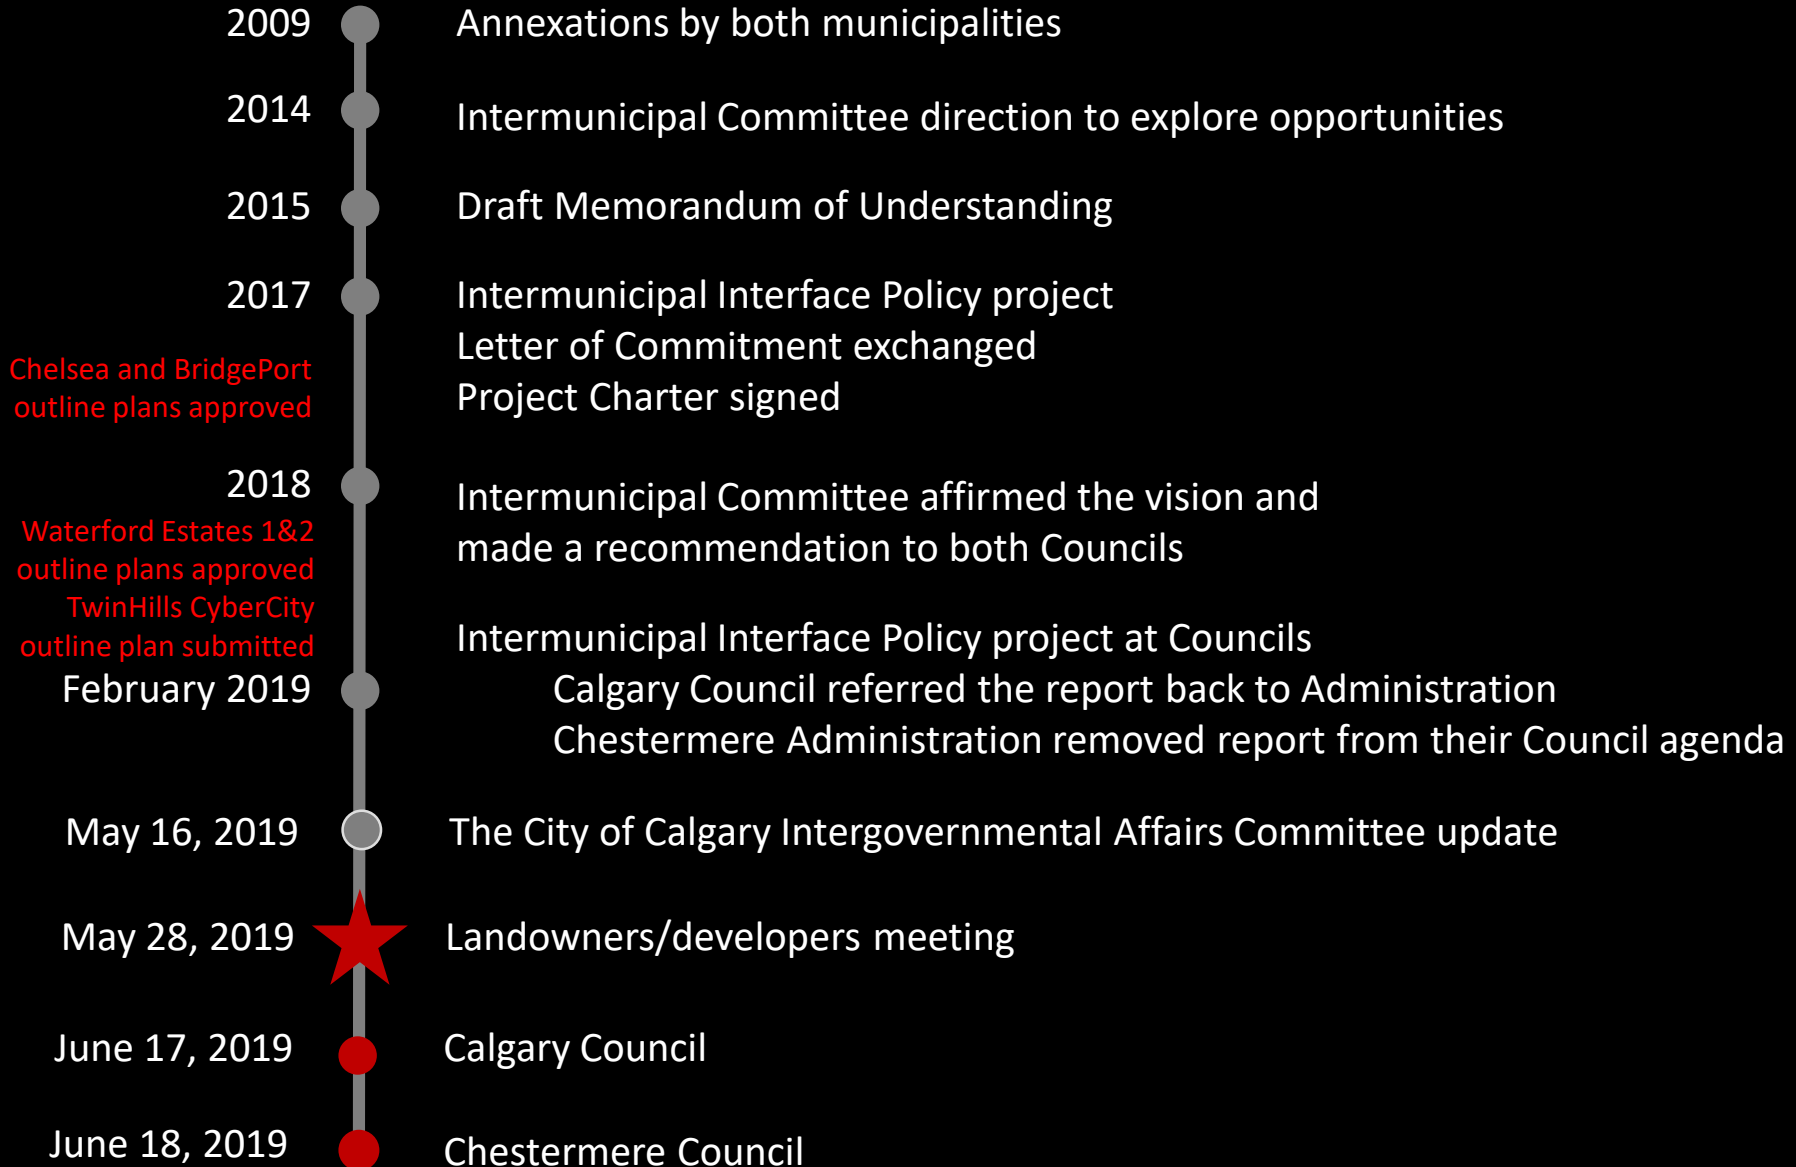 2009
Annexations by both municipalities
2014
Intermunicipal Committee direction to explore opportunities
2015
Draft Memorandum of Understanding
2017
Intermunicipal Interface Policy project
Letter of Commitment exchanged
Project Charter signed
Chelsea and BridgePort
outline plans approved
2018
Intermunicipal Committee affirmed the vision and
made a recommendation to both Councils
Waterford Estates 1&2
outline plans approved
TwinHills CyberCity
outline plan submitted
February 2019
Intermunicipal Interface Policy project at Councils
Calgary Council referred the report back to Administration
Chestermere Administration removed report from their Council agenda
May 16, 2019
The City of Calgary Intergovernmental Affairs Committee update
May 28, 2019
Landowners/developers meeting
June 17, 2019
Calgary Council
June 18, 2019
Chestermere Council